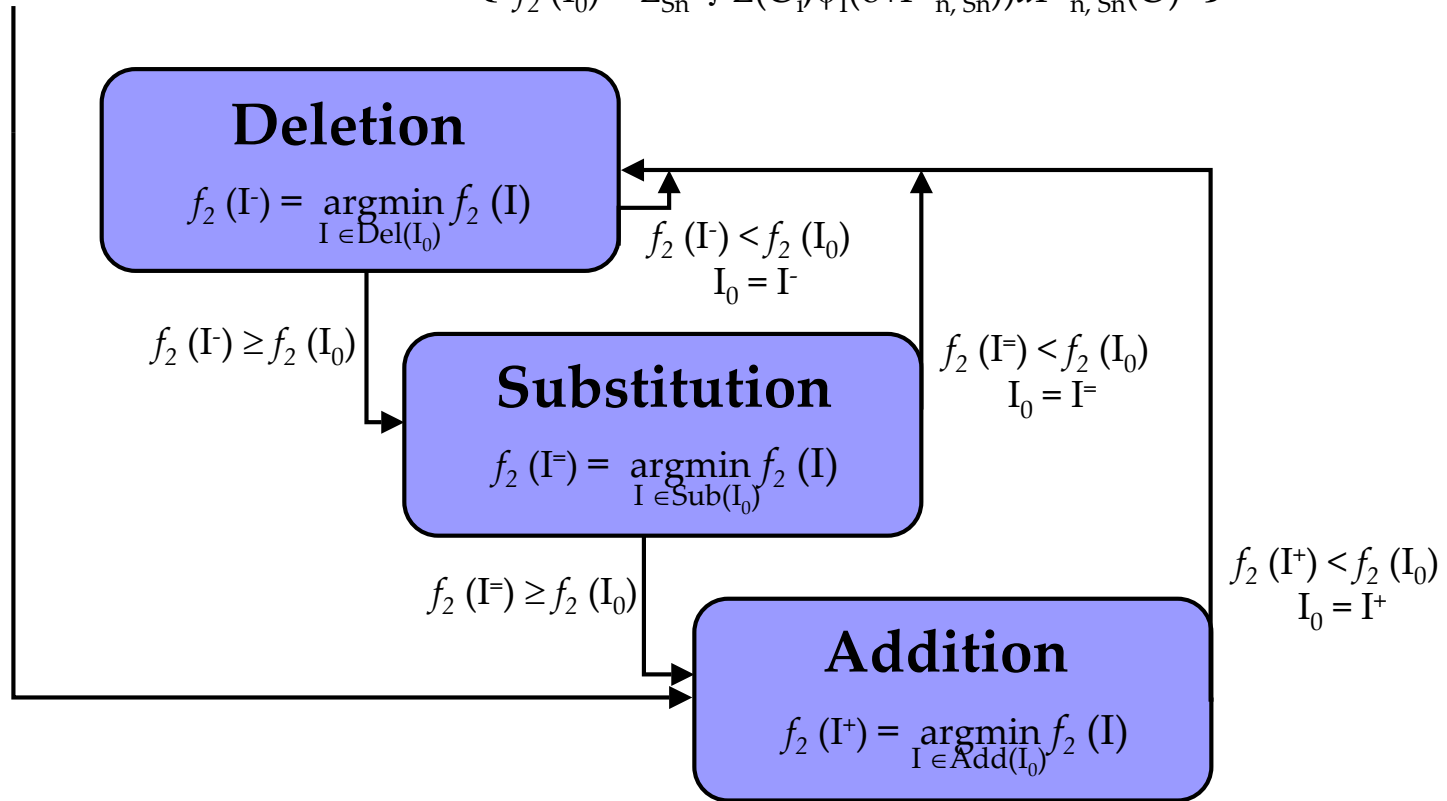 Deletion
f₂ (I⁻) = argmin f₂ (I)
I ∈Del(I₀)
f₂ (I⁻) < f₂ (I₀)
I₀ = I⁻
f₂ (I⁻) ≥ f₂ (I₀)
Substitution
f₂ (I⁼) = argmin f₂ (I)
I ∈Sub(I₀)
f₂ (I⁼) < f₂ (I₀)
I₀ = I⁼
f₂ (I⁼) ≥ f₂ (I₀)
Addition
f₂ (I⁺) = argmin f₂ (I)
I ∈Add(I₀)
f₂ (I⁺) < f₂ (I₀)
I₀ = I⁺